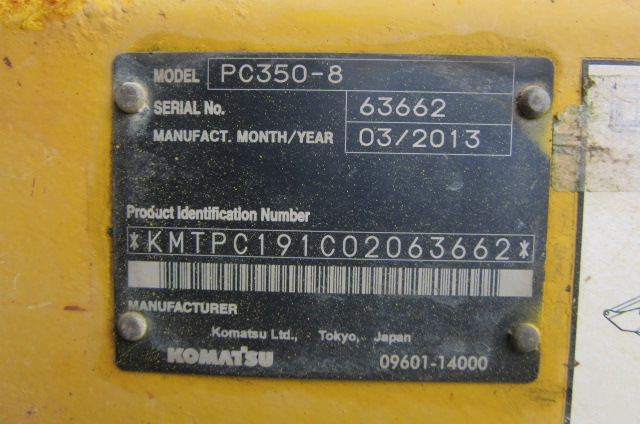 MODEL PC350-8
SERIAL No. 63662
MANUFACT. MONTH/YEAR 03/2013
Product Identification Number
*KMTPC191C02063662*
MANUFACTURER
Komatsu Ltd., Tokyo, Japan
KOMATSU 09601-14000